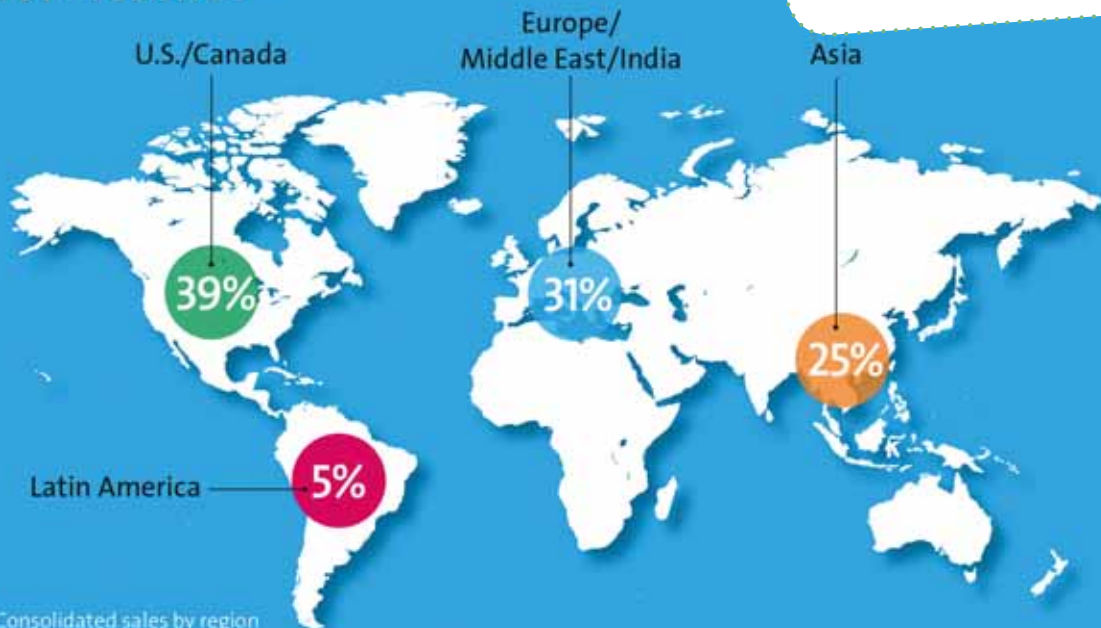 Europe/
U.S./Canada
Middle East/India
Asia
39%
31%
25%
Latin America
5%
Consolidated sales by region